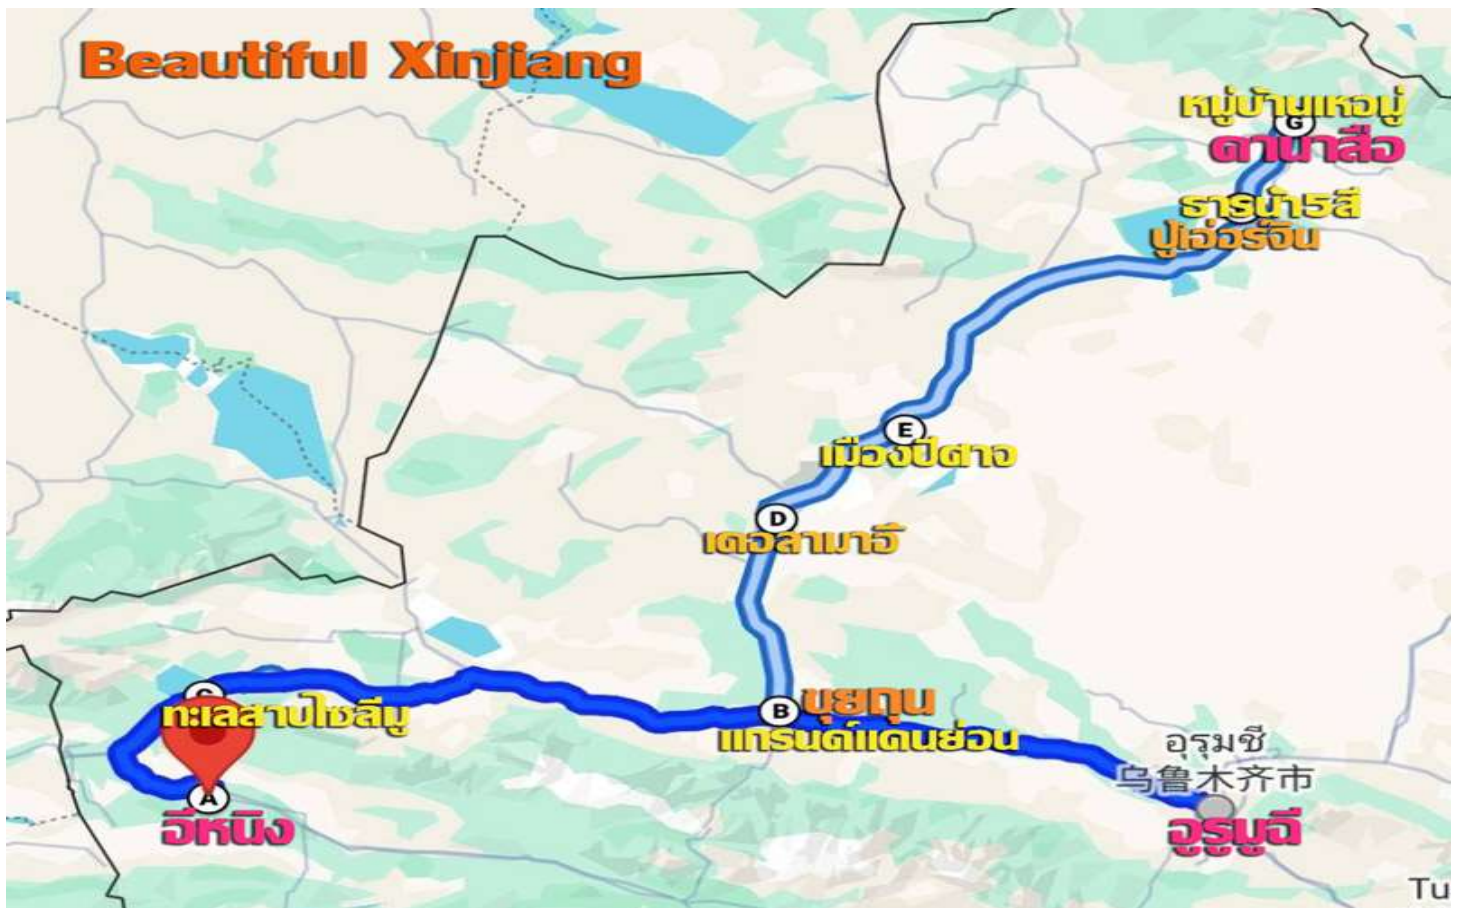 Beautiful Xinjiang
หมู่บ้านเหอมู่
G
คานาสือ
ธารน้ำ5สี
ปู้เอ่อร์จิน
E
เมืองปีศาจ
D
เคอลามาอี
C
ทะเลสาบไซลีมู
B
ขุยถุน
แกรนด์แคนย่อน
อุรุมชี
乌鲁木齐市
A
อีหนิง
อูรูมูฉี
Tu